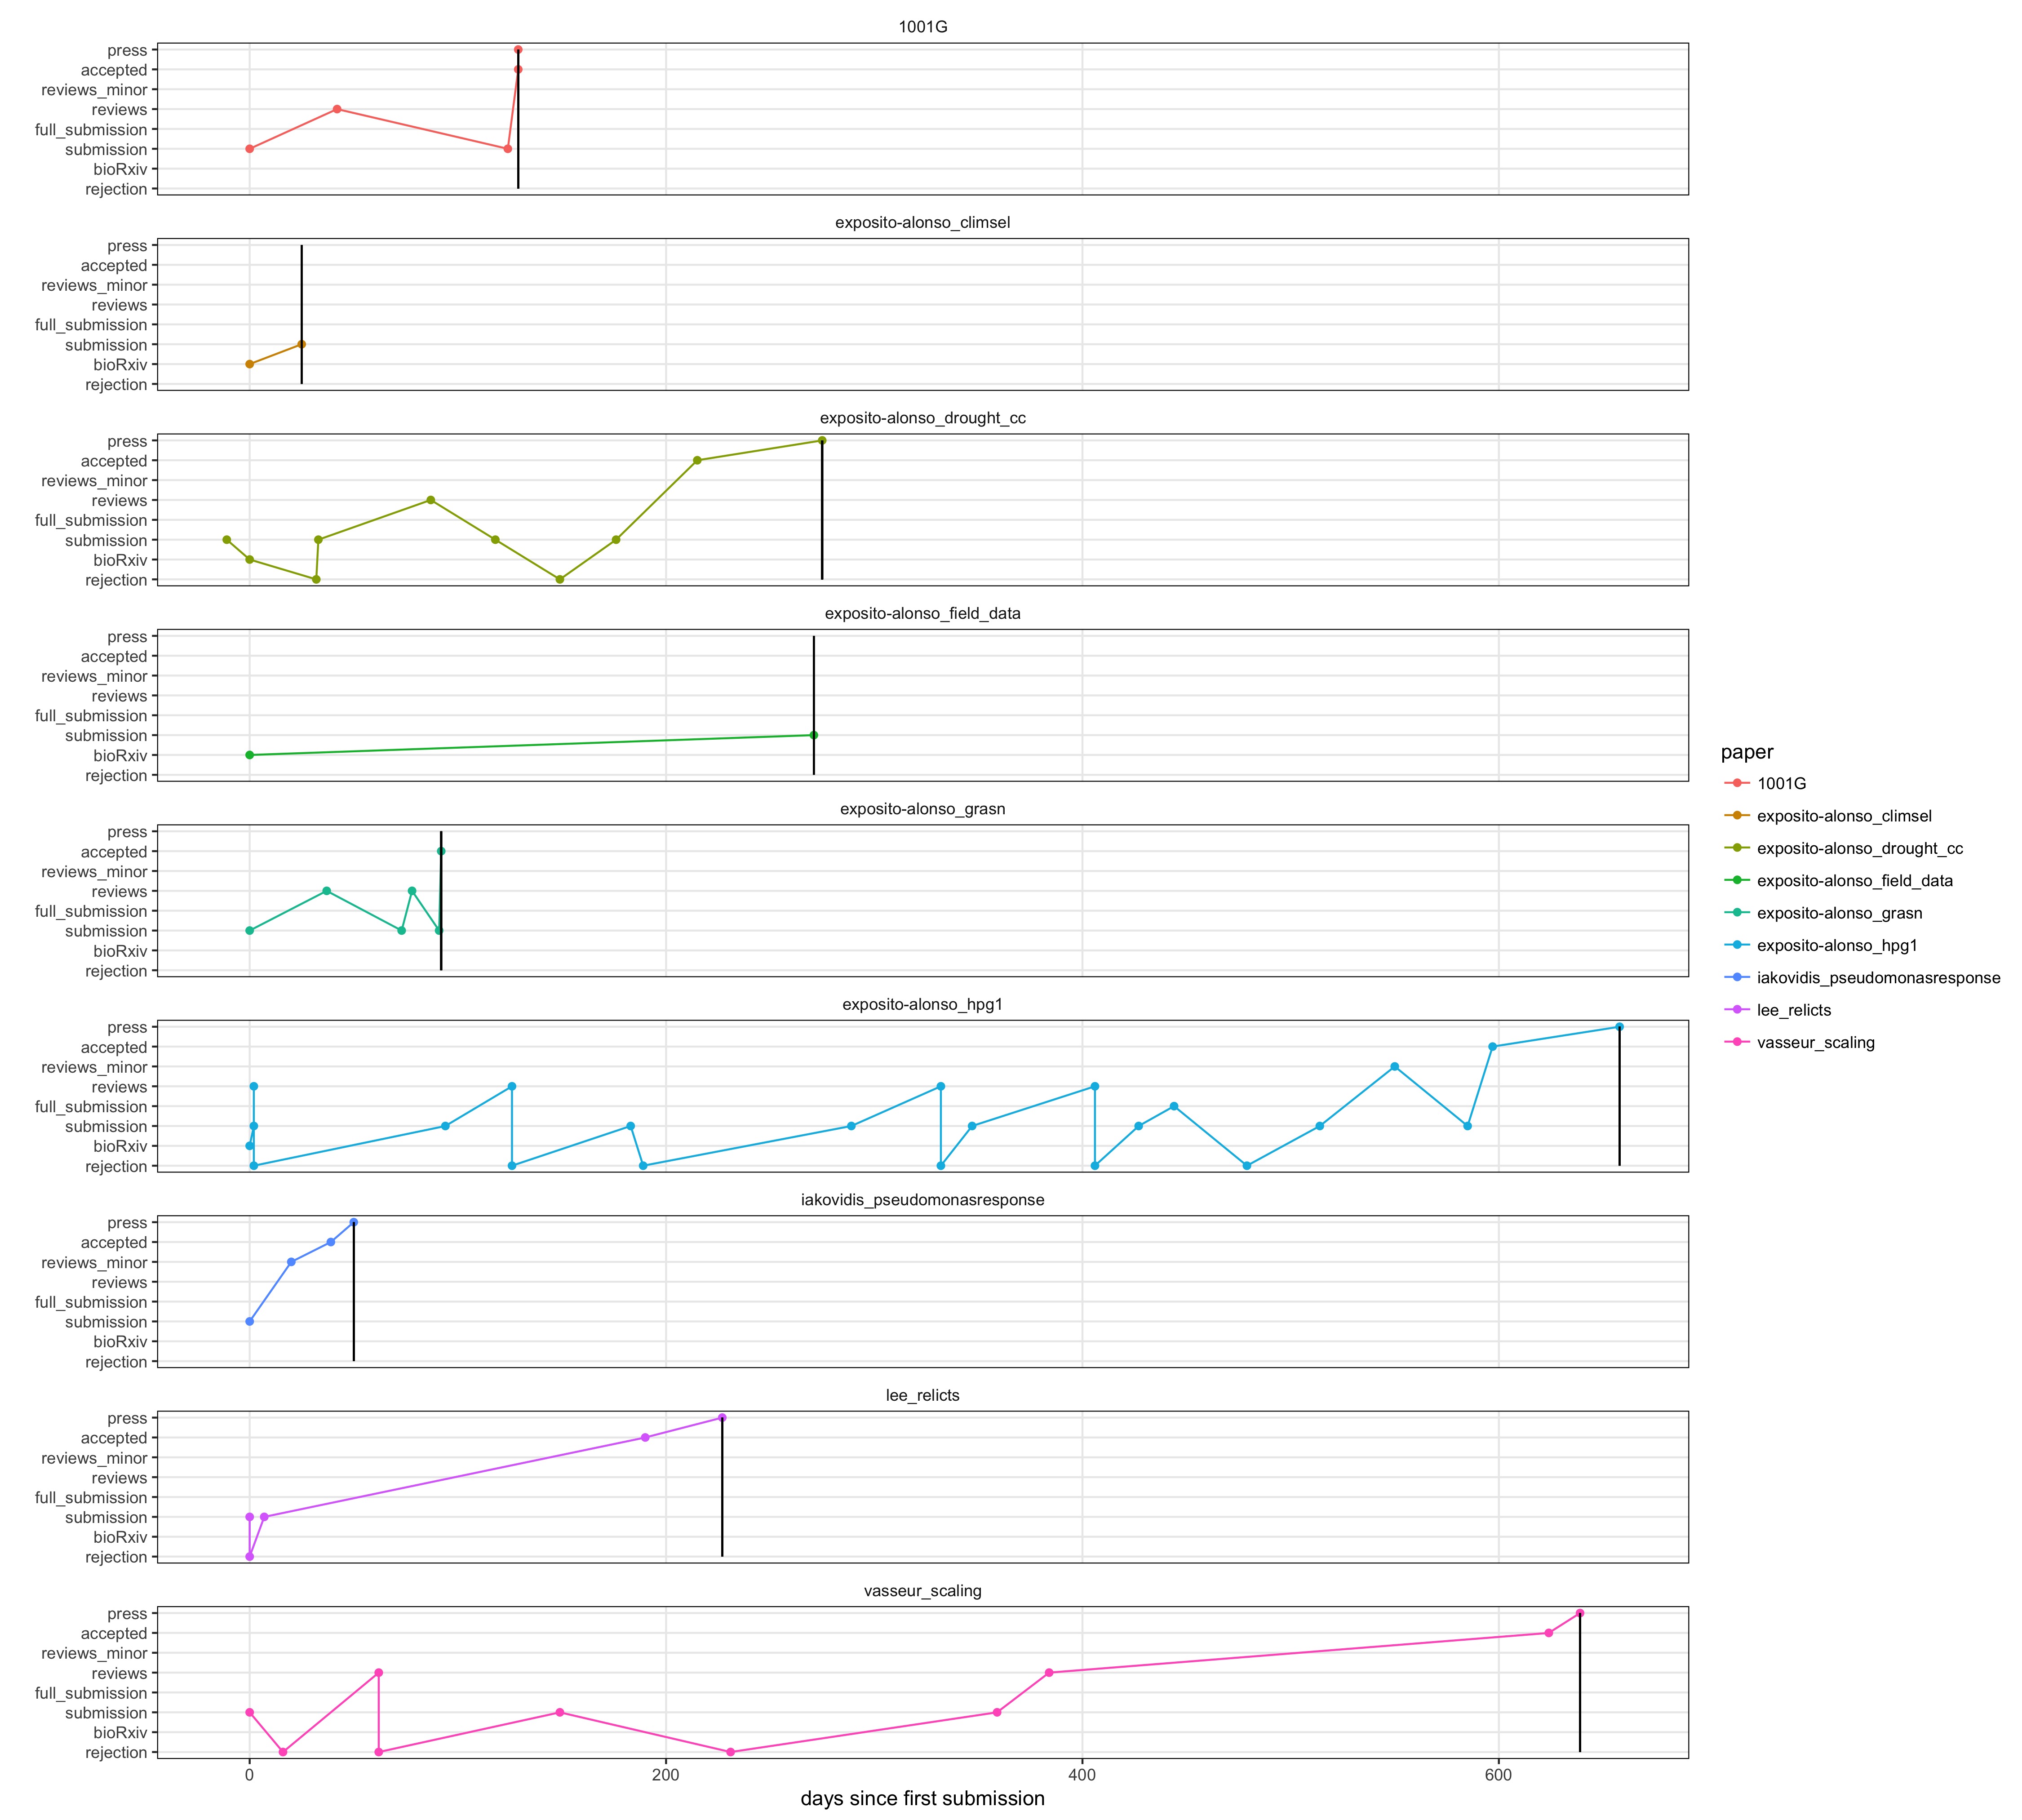 1001G
press
accepted
reviews_minor
reviews
full_submission
submission
bioRxiv
rejection
exposito-alonso_climsel
press
accepted
reviews_minor
reviews
full_submission
submission
bioRxiv
rejection
exposito-alonso_drought_cc
press
accepted
reviews_minor
reviews
full_submission
submission
bioRxiv
rejection
exposito-alonso_field_data
press
accepted
reviews_minor
reviews
full_submission
submission
bioRxiv
rejection
exposito-alonso_grasn
press
accepted
reviews_minor
reviews
full_submission
submission
bioRxiv
rejection
exposito-alonso_hpg1
press
accepted
reviews_minor
reviews
full_submission
submission
bioRxiv
rejection
iakovidis_pseudomonasresponse
press
accepted
reviews_minor
reviews
full_submission
submission
bioRxiv
rejection
lee_relicts
press
accepted
reviews_minor
reviews
full_submission
submission
bioRxiv
rejection
vasseur_scaling
press
accepted
reviews_minor
reviews
full_submission
submission
bioRxiv
rejection
0 200 400 600
days since first submission
paper
1001G
exposito-alonso_climsel
exposito-alonso_drought_cc
exposito-alonso_field_data
exposito-alonso_grasn
exposito-alonso_hpg1
iakovidis_pseudomonasresponse
lee_relicts
vasseur_scaling